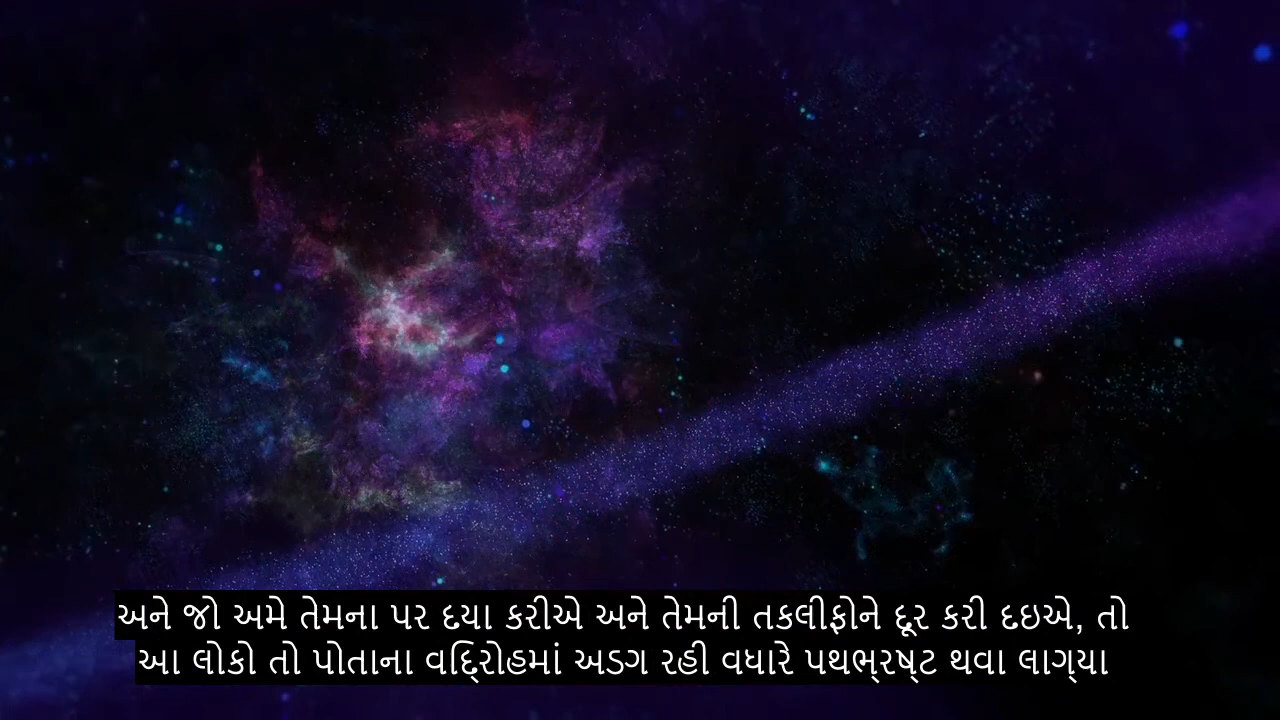 અને જો અમે તેમના પર દયા કરીએ અને તેમની તકલીફોને દૂર કરી દઇએ, તો
આ લોકો તો પોતાના વદ્િરોહમાં અડગ રહી વધારે પથભ્રષ્ટ થવા લાગ્યા